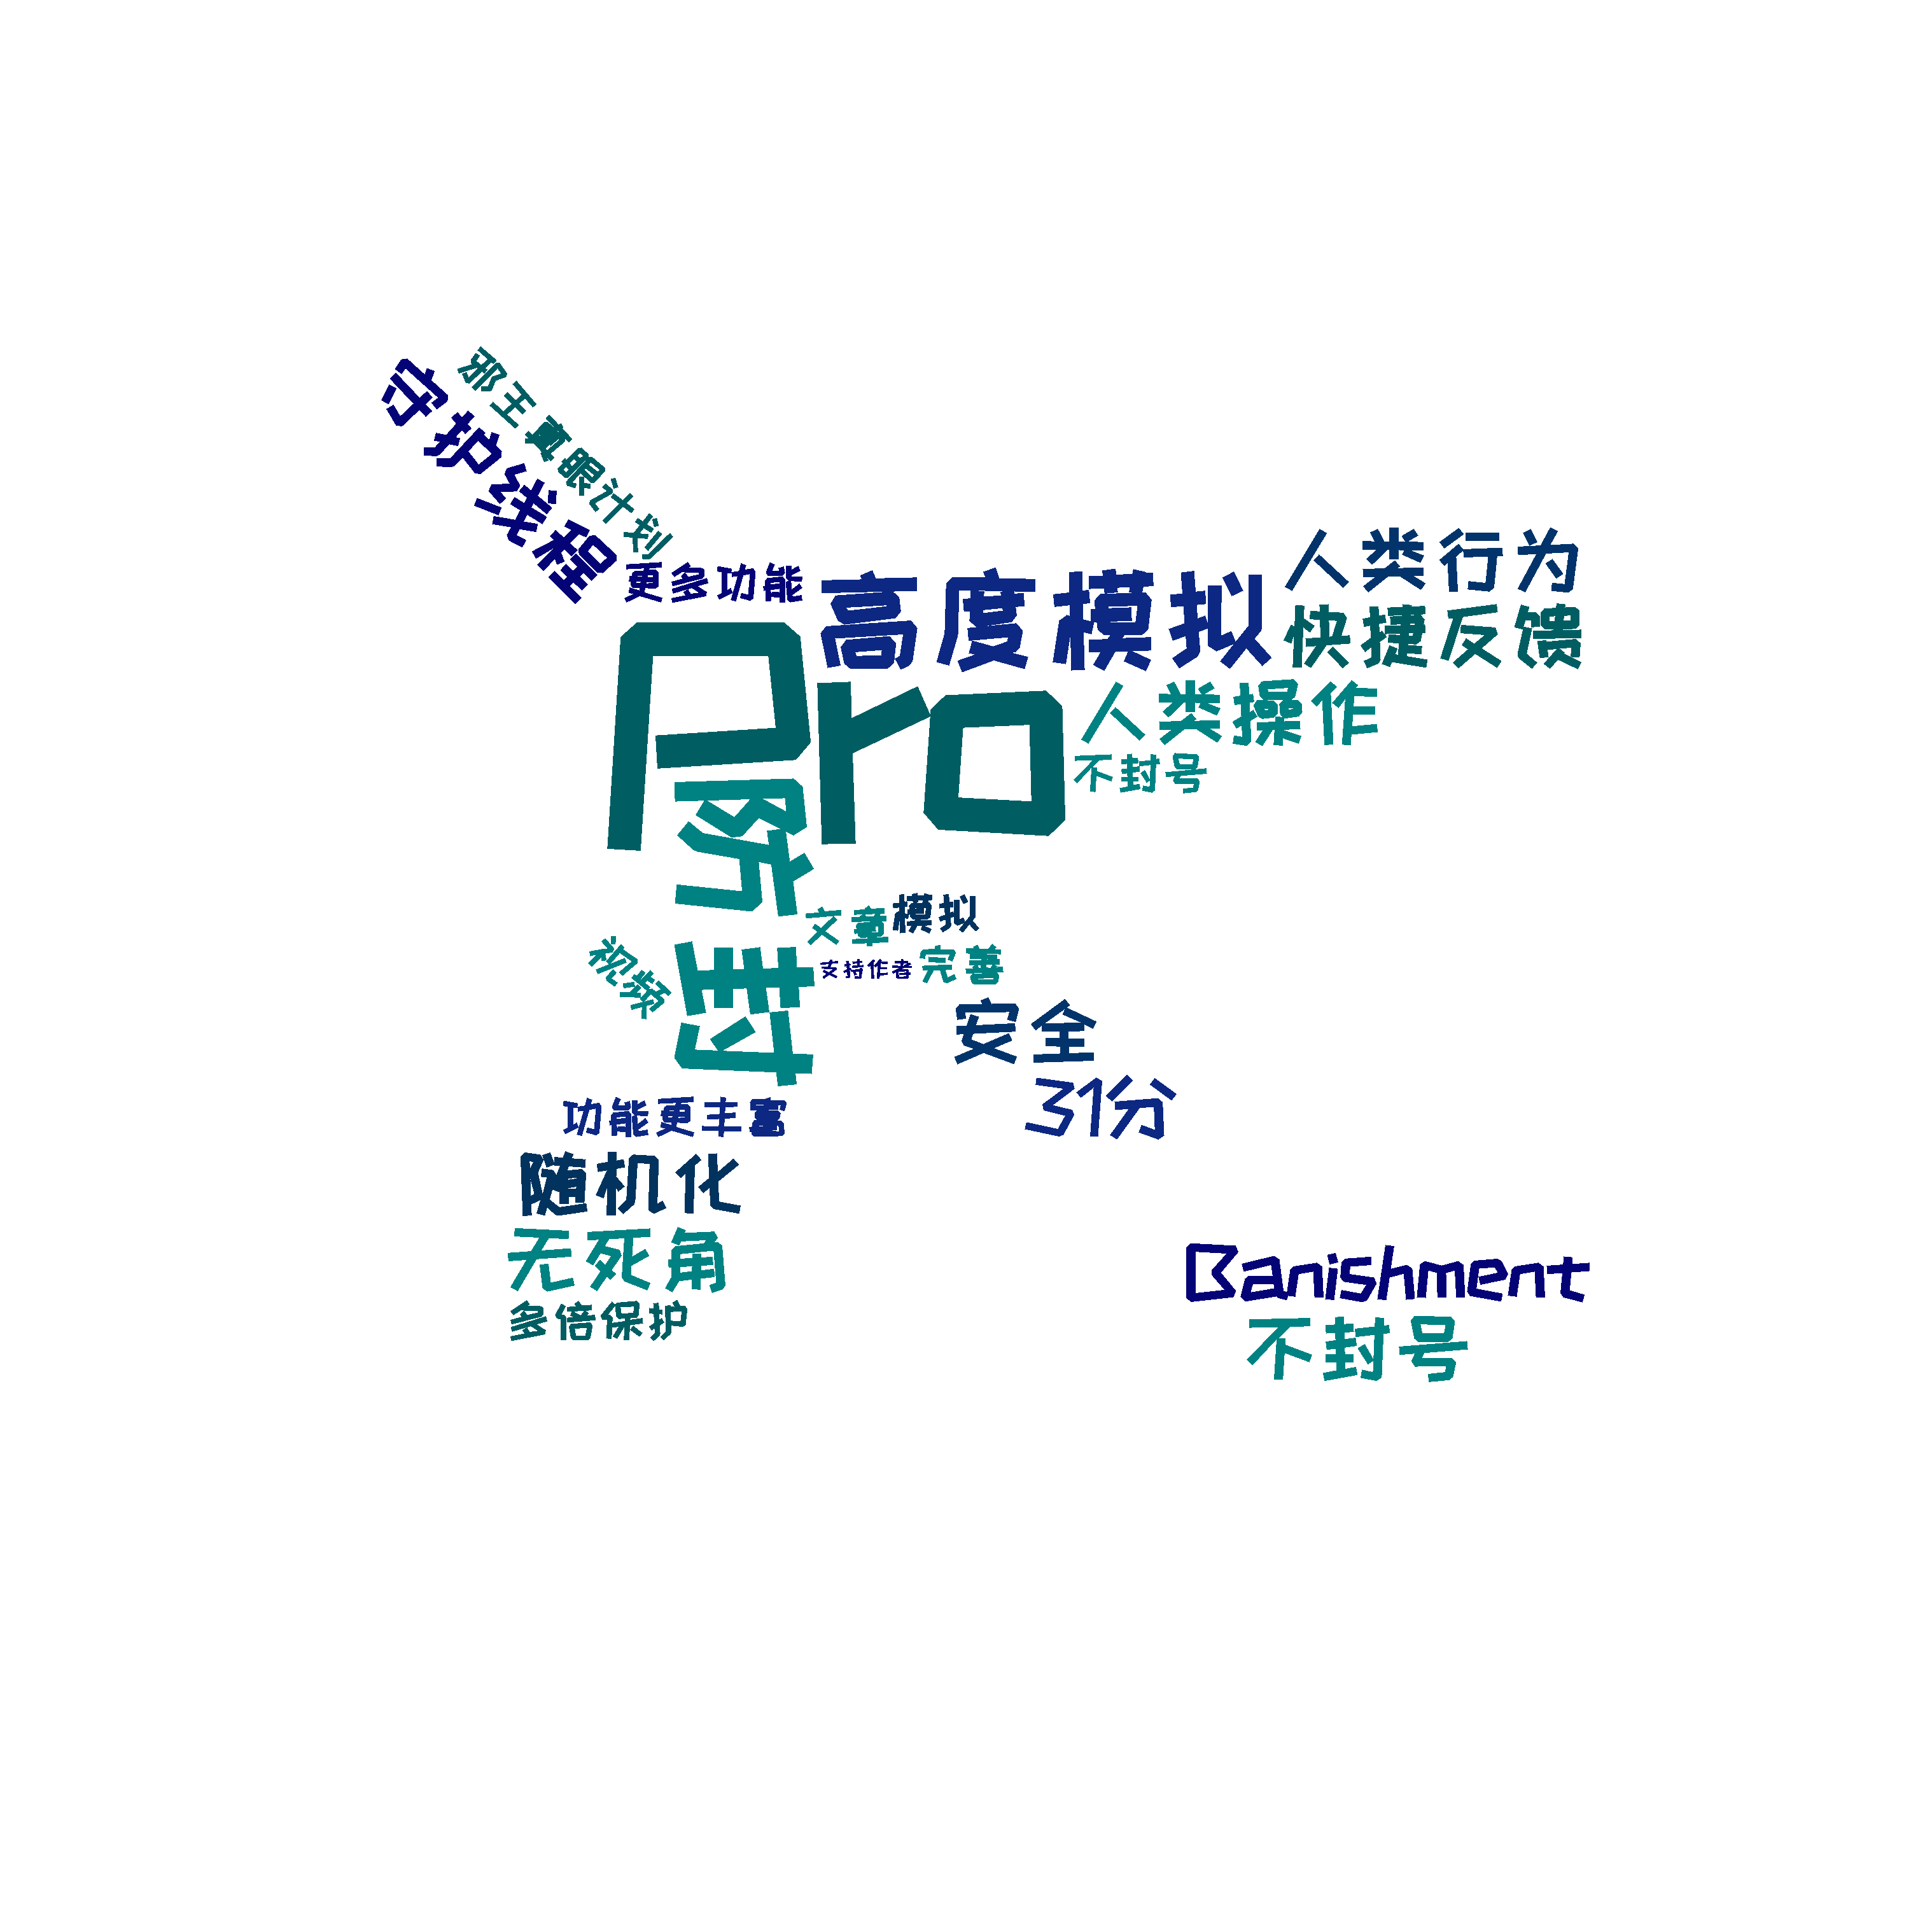 邪王真眼计划
守护线程
更多功能
高度模拟
人类行为
快捷反馈
Pro
人类操作
不封号
防封
文章
模拟
支持作者
完善
安全
31份
功能更丰富
随机化
无死角
多倍保护
Banishment
不封号